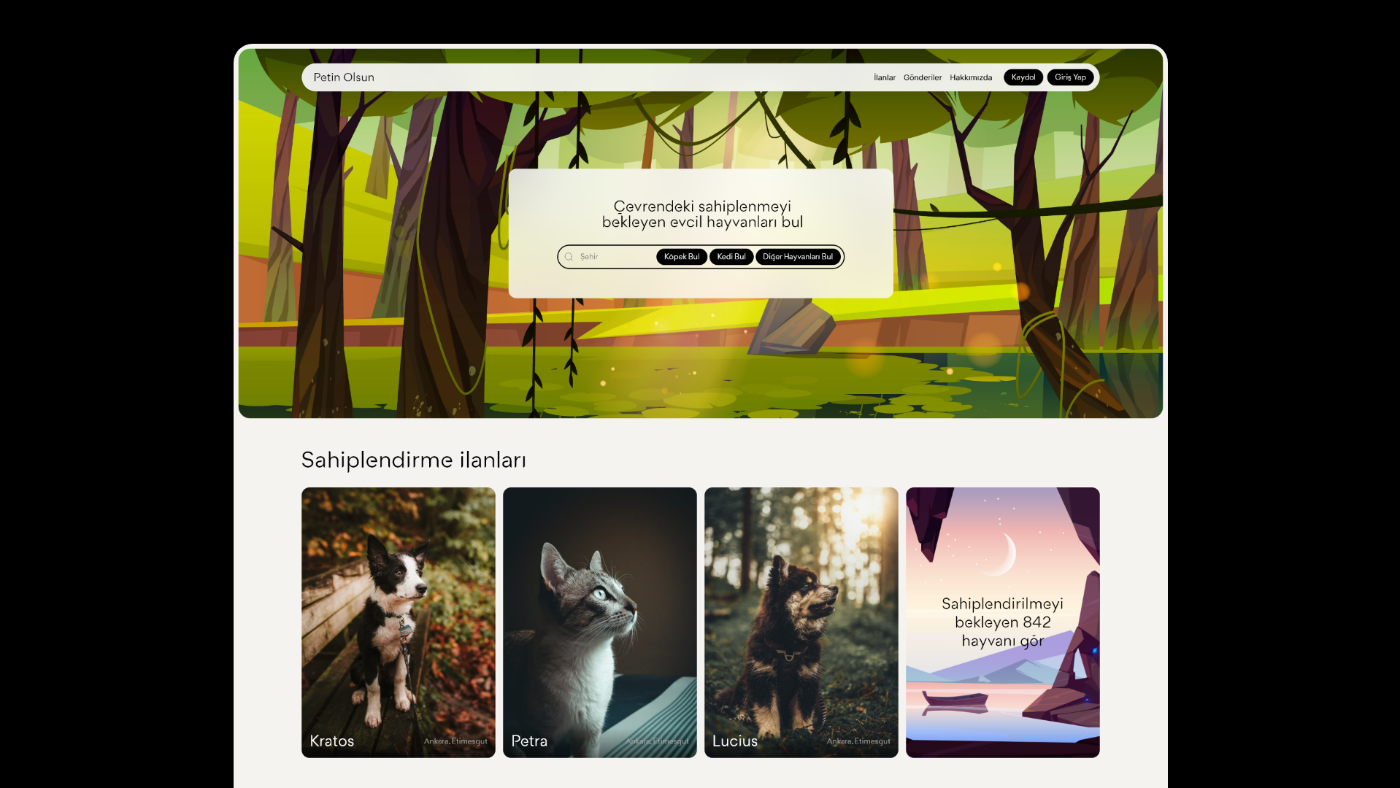 Petin Olsun
İlanlar Gönderiler Hakkımızda Kaydol Giriş Yap
Çevrendeki sahiplenmeyi
bekleyen evcil hayvanları bul
Şehir Köpek Bul Kedi Bul Diğer Hayvanları Bul
Sahiplendirme ilanları
Sahiplendirilmeyi
bekleyen 842
hayvanı gör
Kratos Ankara, Etimesgut
Petra Ankara, Etimesgut
Lucius Ankara, Etimesgut